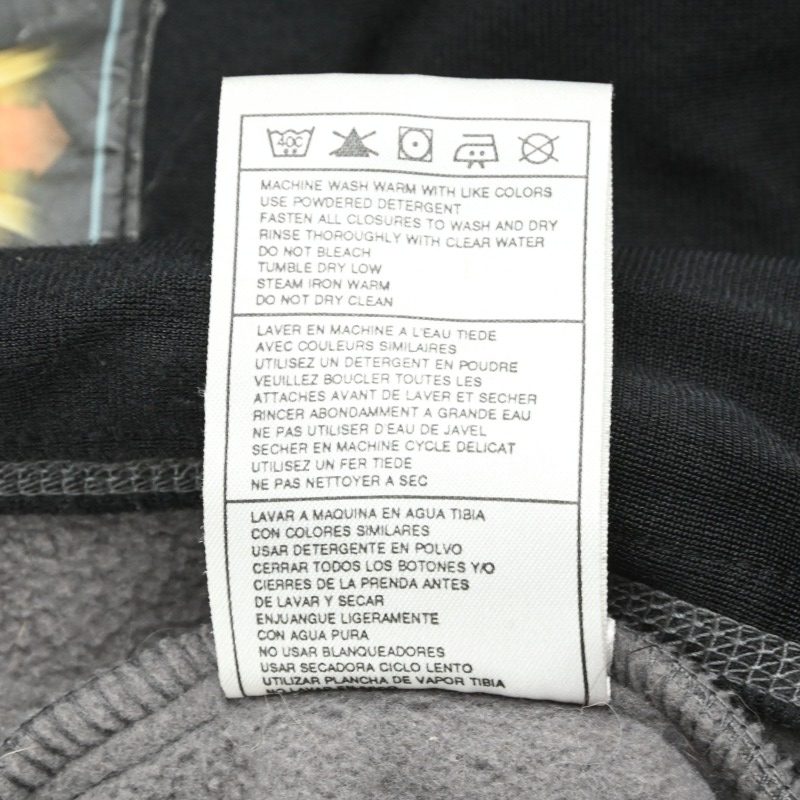 40C
MACHINE WASH WARM WITH LIKE COLORS
USE POWDERED DETERGENT
FASTEN ALL CLOSURES TO WASH AND DRY
RINSE THOROUGHLY WITH CLEAR WATER
DO NOT BLEACH
TUMBLE DRY LOW
STEAM IRON WARM
DO NOT DRY CLEAN
LAVER EN MACHINE A L'EAU TIEDE
AVEC COULEURS SIMILAIRES
UTILISEZ UN DETERGENT EN POUDRE
VEUILLEZ BOUCLER TOUTES LES
ATTACHES AVANT DE LAVER ET SECHER
RINCER ABONDAMMENT A GRANDE EAU
NE PAS UTILISER D'EAU DE JAVEL
SECHER EN MACHINE CYCLE DELICAT
UTILISEZ UN FER TIEDE
NE PAS NETTOYER A SEC
LAVAR A MAQUINA EN AGUA TIBIA
CON COLORES SIMILARES
USAR DETERGENTE EN POLVO
CERRAR TODOS LOS BOTONES Y/O
CIERRES DE LA PRENDA ANTES
DE LAVAR Y SECAR
ENJUANGUE LIGERAMENTE
CON AGUA PURA
NO USAR BLANQUEADORES
USAR SECADORA CICLO LENTO
UTILIZAR PLANCHA DE VAPOR TIBIA
NO LAVAR EN